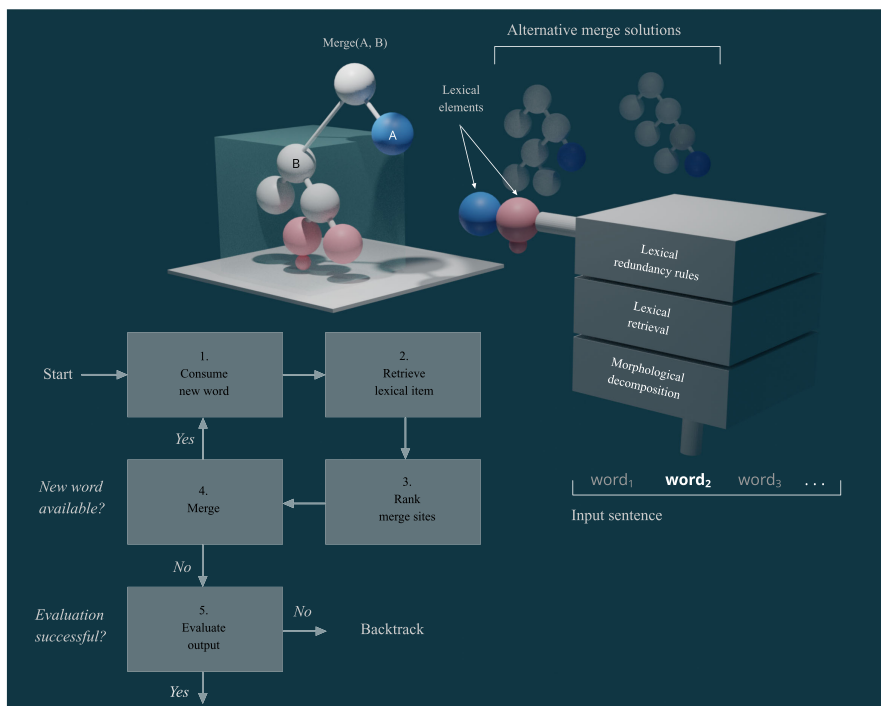 Alternative merge solutions
Merge(A, B)
Lexical
elements
A
B
Lexical
redundancy rules
Lexical
retrieval
Morphological
decomposition
word₁ word₂ word₃ ...
Input sentence
Start
1.
Consume
new word
2.
Retrieve
lexical item
Yes
New word
available?
4.
Merge
3.
Rank
merge sites
No
Evaluation
successful?
5.
Evaluate
output
No
Backtrack
Yes